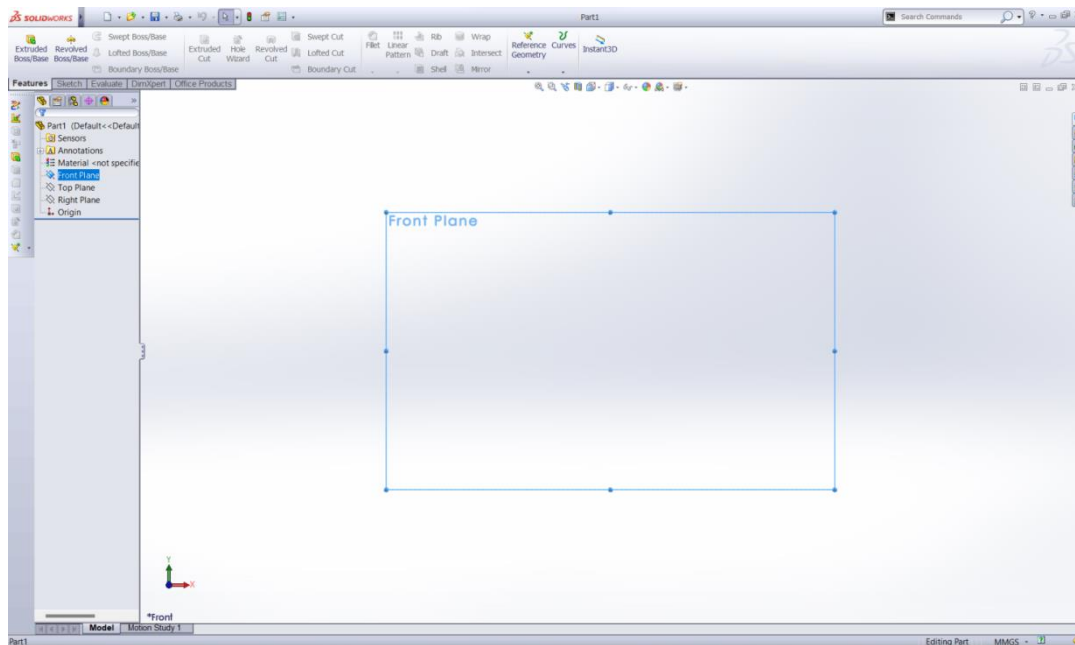 SOLIDWORKS
Part1
Search Commands
Extruded Boss/Base
Revolved Boss/Base
Swept Boss/Base
Lofted Boss/Base
Boundary Boss/Base
Extruded Cut
Hole Wizard
Revolved Cut
Swept Cut
Lofted Cut
Boundary Cut
Fillet
Linear Pattern
Rib
Draft
Shell
Wrap
Intersect
Mirror
Reference Geometry
Curves
Instant3D
Features
Sketch
Evaluate
DimXpert
Office Products
Part1 (Default<<Default
Sensors
Annotations
Material <not specifie
Front Plane
Top Plane
Right Plane
Origin
Front Plane
Y
X
*Front
Model
Motion Study 1
Part1
Editing Part
MMGS